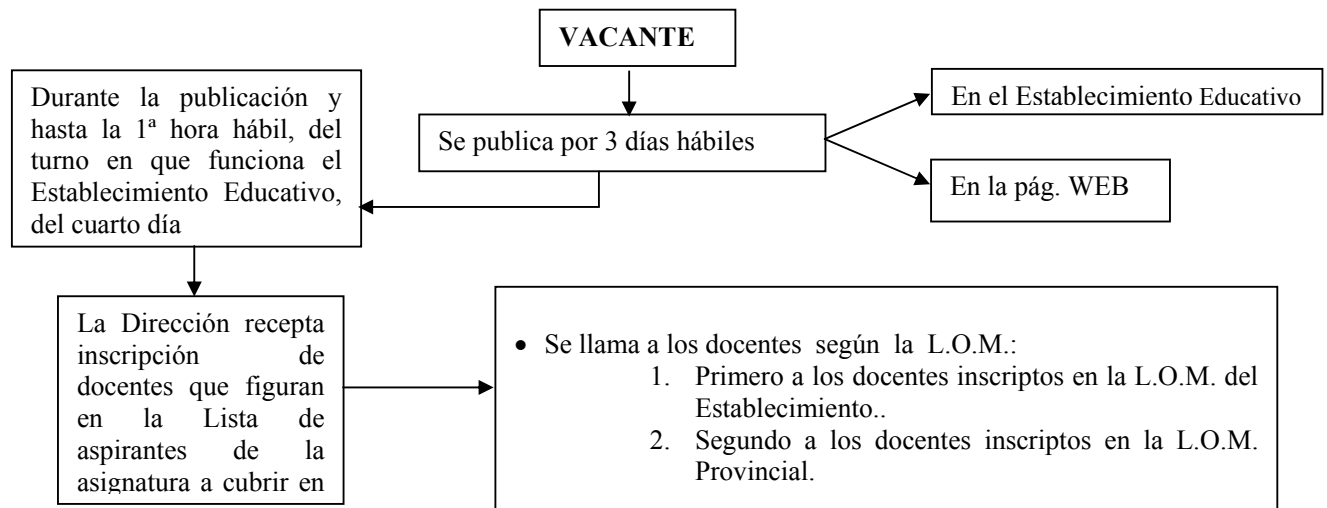 VACANTE
Se publica por 3 días hábiles
En el Establecimiento Educativo
En la pág. WEB
Durante la publicación y
hasta la 1ª hora hábil, del
turno en que funciona el
Establecimiento Educativo,
del cuarto día
La Dirección recepta
inscripción de
docentes que figuran
en la Lista de
aspirantes de la
asignatura a cubrir en
• Se llama a los docentes según la L.O.M.:
1. Primero a los docentes inscriptos en la L.O.M. del
Establecimiento..
2. Segundo a los docentes inscriptos en la L.O.M.
Provincial.